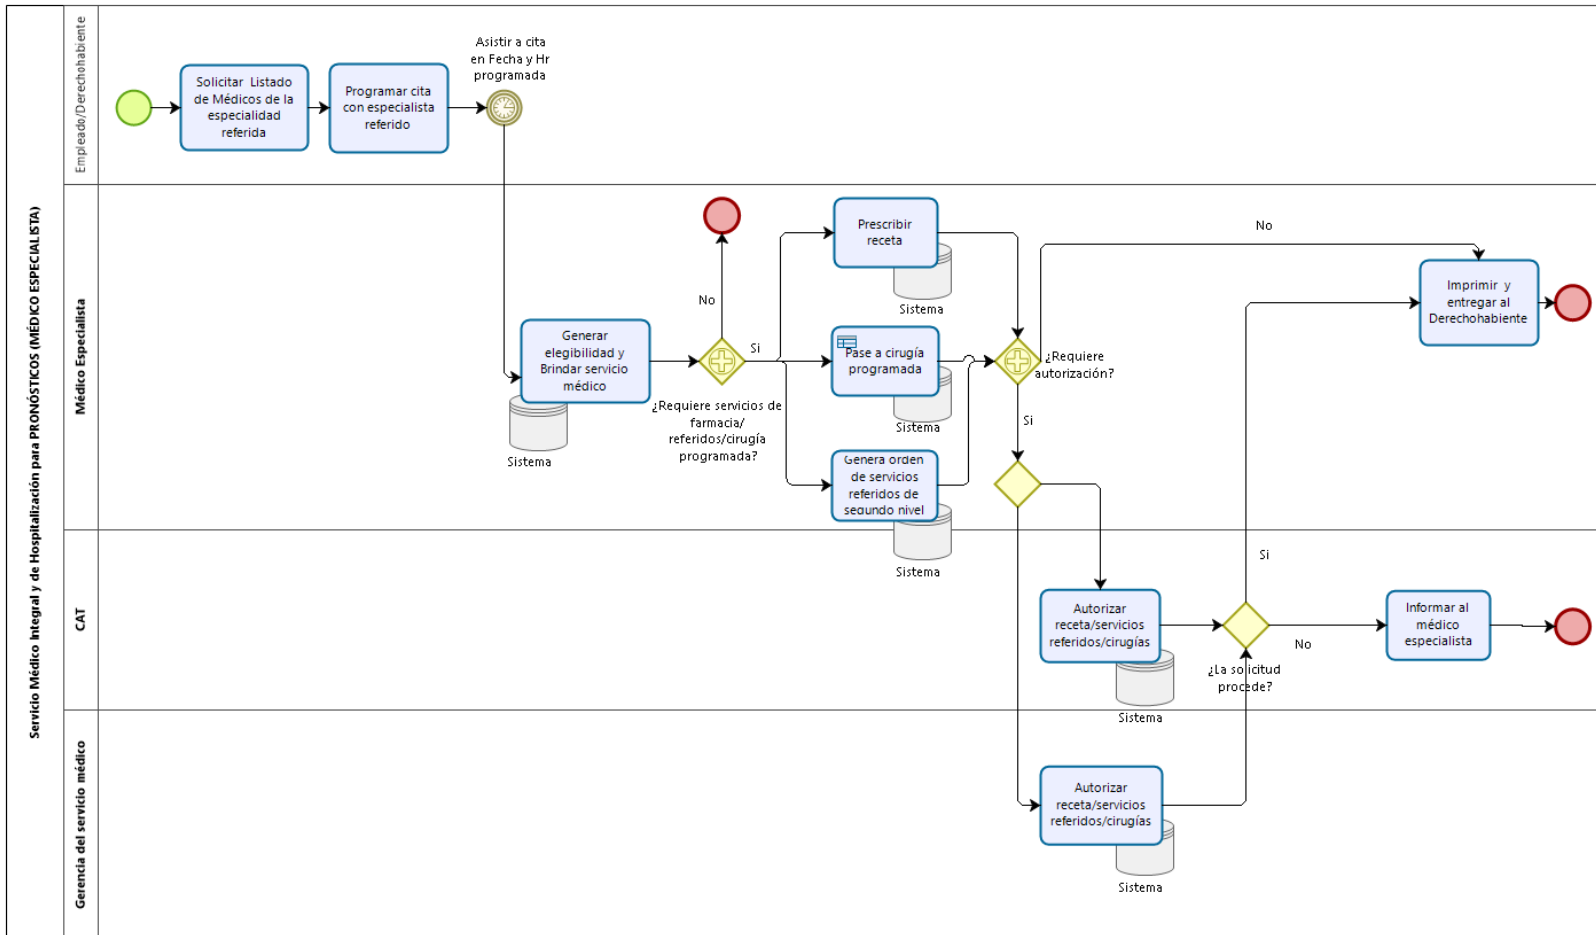 Servicio Médico Integral y de Hospitalización para PRONÓSTICOS (MÉDICO ESPECIALISTA)
Empleado/Derechohabiente
Solicitar Listado
de Médicos de la
especialidad
referida
Programar cita
con especialista
referido
Asistir a cita
en Fecha y Hr
programada
Médico Especialista
Generar
elegibilidad y
Brindar servicio
médico
Sistema
No
Si
¿Requiere servicios de
farmacia/
referidos/cirugía
programada?
Prescribir
receta
Sistema
Pase a cirugía
programada
Sistema
Genera orden
de servicios
referidos de
segundo nivel
Sistema
¿Requiere
autorización?
No
Si
Imprimir y
entregar al
Derechohabiente
CAT
Autorizar
receta/servicios
referidos/cirugías
Sistema
Si
¿La solicitud
procede?
No
Informar al
médico
especialista
Gerencia del servicio médico
Autorizar
receta/servicios
referidos/cirugías
Sistema